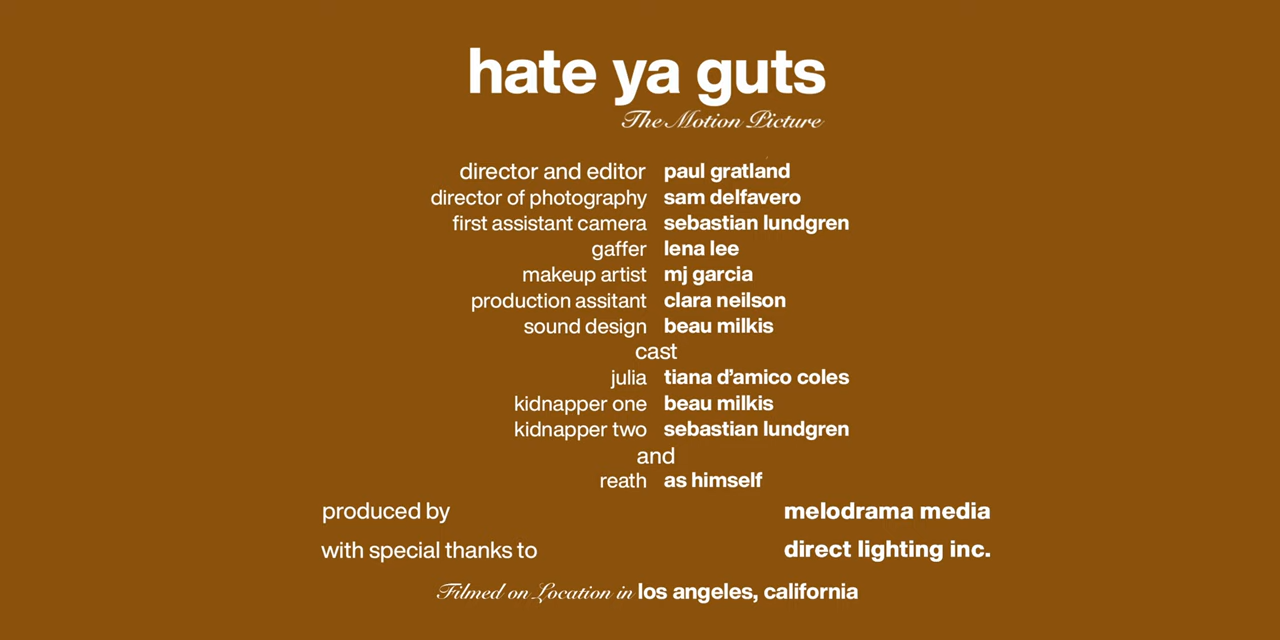 hate ya guts
The Motion Picture
director and editor paul gratland
director of photography sam delfavero
first assistant camera sebastian lundgren
gaffer lena lee
makeup artist mj garcia
production assitant clara neilson
sound design beau milkis
cast
julia tiana d’amico coles
kidnapper one beau milkis
kidnapper two sebastian lundgren
and
reath as himself
produced by melodrama media
with special thanks to direct lighting inc.
Filmed on Location in los angeles, california